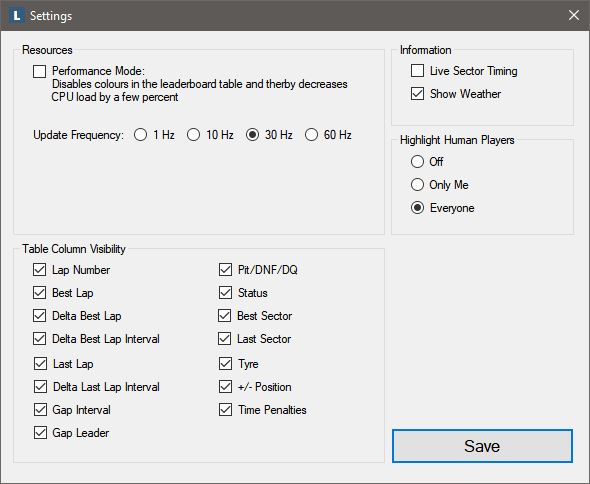 L Settings
Resources
Performance Mode:
Disables colours in the leaderboard table and therby decreases
CPU load by a few percent
Update Frequency: 1 Hz 10 Hz 30 Hz 60 Hz
Information
Live Sector Timing
Show Weather
Highlight Human Players
Off
Only Me
Everyone
Table Column Visibility
Lap Number
Best Lap
Delta Best Lap
Delta Best Lap Interval
Last Lap
Delta Last Lap Interval
Gap Interval
Gap Leader
Pit/DNF/DQ
Status
Best Sector
Last Sector
Tyre
+/- Position
Time Penalties
Save